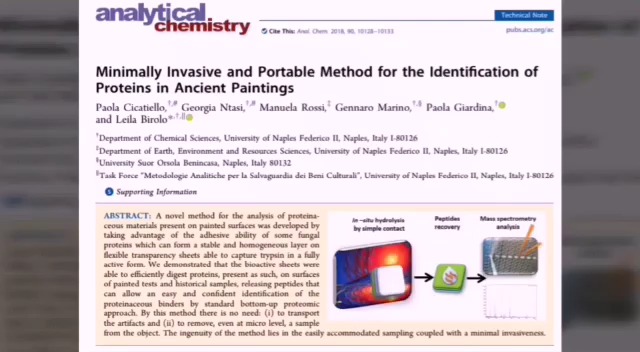 analytical
chemistry
Technical Note
Cite This: Anal. Chem. 2018, 90, 10128−10133
pubs.acs.org/ac
Minimally Invasive and Portable Method for the Identification of
Proteins in Ancient Paintings
Paola Cicatiello,†,# Georgia Ntasi,†,# Manuela Rossi,‡ Gennaro Marino,†,§ Paola Giardina,†
and Leila Birolo*,†,∥
†Department of Chemical Sciences, University of Naples Federico II, Naples, Italy I-80126
‡Department of Earth, Environment and Resources Sciences, University of Naples Federico II, Naples, Italy I-80126
§University Suor Orsola Benincasa, Naples, Italy 80132
∥Task Force "Metodologie Analitiche per la Salvaguardia dei Beni Culturali", University of Naples Federico II, Naples, Italy I-80126
S Supporting Information
ABSTRACT: A novel method for the analysis of proteina-
ceous materials present on painted surfaces was developed by
taking advantage of the adhesive ability of some fungal
proteins which can form a stable and homogeneous layer on
flexible transparency sheets able to capture trypsin in a fully
active form. We demonstrated that the bioactive sheets were
able to efficiently digest proteins, present as such, on surfaces
of painted tests and historical samples, releasing peptides that
can allow an easy and confident identification of the
proteinaceous binders by standard bottom-up proteomic
approach. By this method there is no need: (i) to transport
the artifacts and (ii) to remove, even at micro level, a sample
from the object. The ingenuity of the method lies in the easily accommodated sampling coupled with a minimal invasiveness.
In-situ hydrolysis
by simple contact
Peptides
recovery
Mass spectrometry
analysis